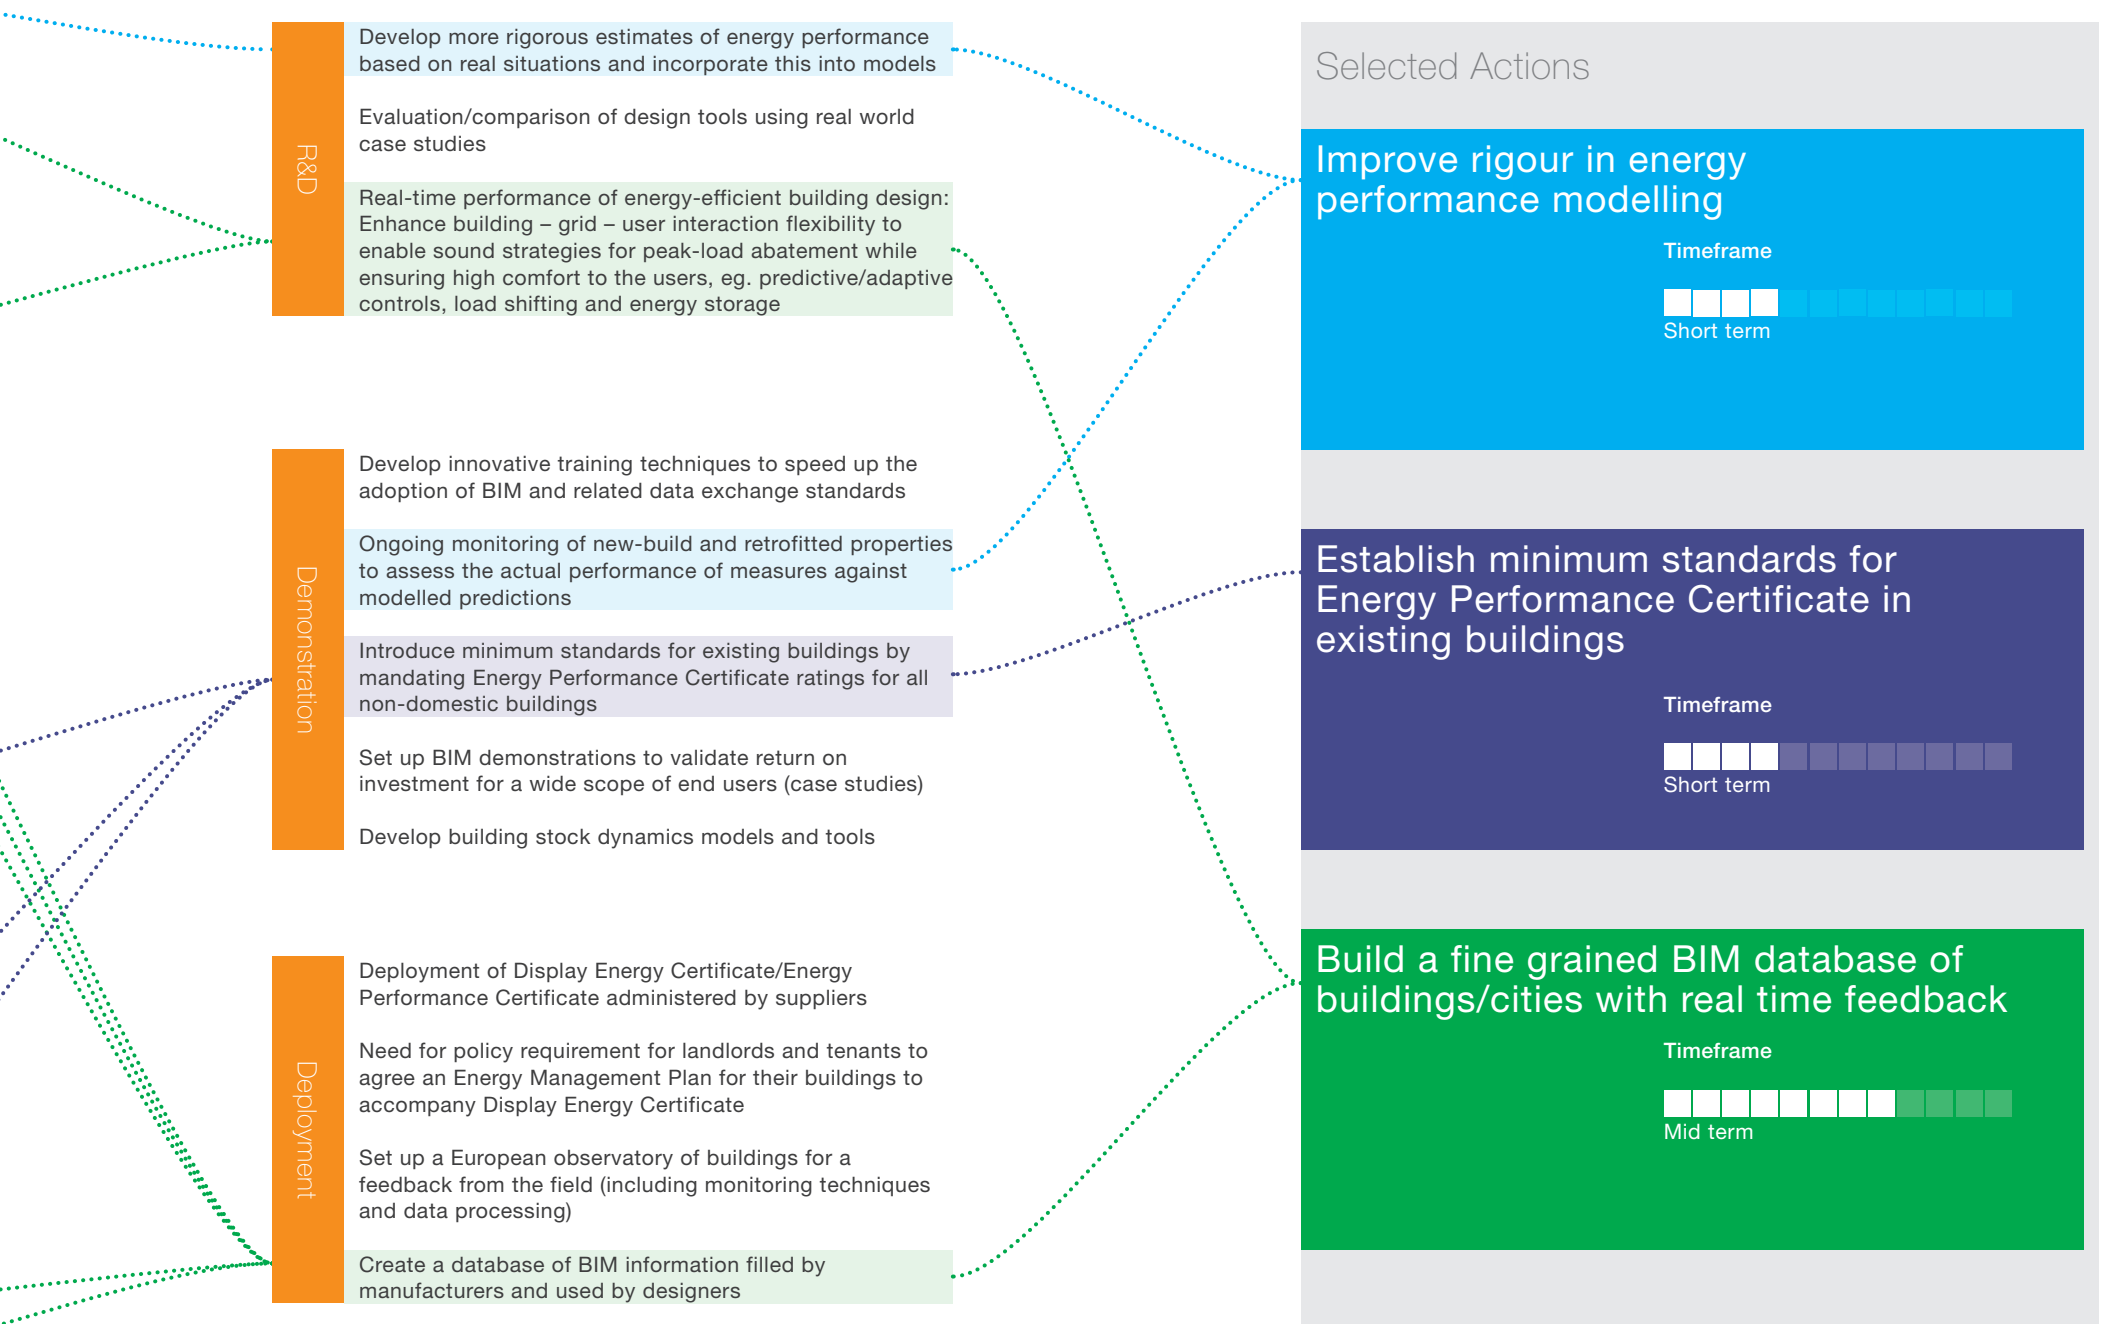 R&D
Develop more rigorous estimates of energy performance
based on real situations and incorporate this into models
Evaluation/comparison of design tools using real world
case studies
Real-time performance of energy-efficient building design:
Enhance building – grid – user interaction flexibility to
enable sound strategies for peak-load abatement while
ensuring high comfort to the users, eg. predictive/adaptive
controls, load shifting and energy storage
Demonstration
Develop innovative training techniques to speed up the
adoption of BIM and related data exchange standards
Ongoing monitoring of new-build and retrofitted properties
to assess the actual performance of measures against
modelled predictions
Introduce minimum standards for existing buildings by
mandating Energy Performance Certificate ratings for all
non-domestic buildings
Set up BIM demonstrations to validate return on
investment for a wide scope of end users (case studies)
Develop building stock dynamics models and tools
Deployment
Deployment of Display Energy Certificate/Energy
Performance Certificate administered by suppliers
Need for policy requirement for landlords and tenants to
agree an Energy Management Plan for their buildings to
accompany Display Energy Certificate
Set up a European observatory of buildings for a
feedback from the field (including monitoring techniques
and data processing)
Create a database of BIM information filled by
manufacturers and used by designers
Selected Actions
Improve rigour in energy
performance modelling
Timeframe
Short term
Establish minimum standards for
Energy Performance Certificate in
existing buildings
Timeframe
Short term
Build a fine grained BIM database of
buildings/cities with real time feedback
Timeframe
Mid term